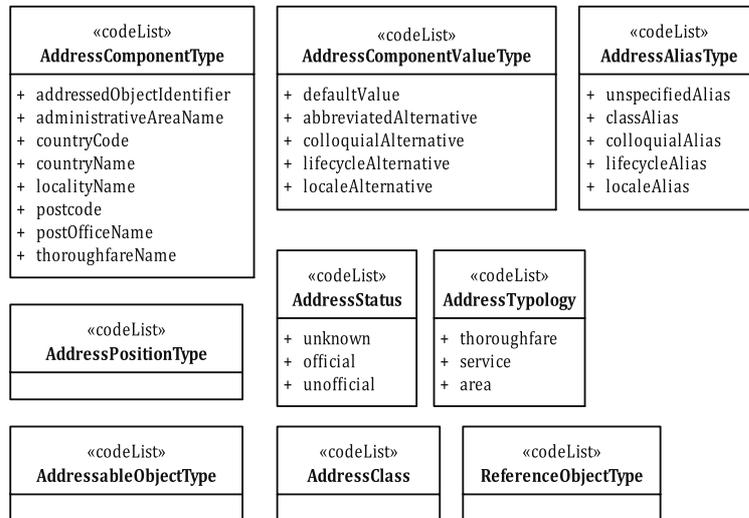 «codeList»
AddressComponentType
+ addressedObjectIdentifier
+ administrativeAreaName
+ countryCode
+ countryName
+ localityName
+ postcode
+ postOfficeName
+ thoroughfareName
«codeList»
AddressComponentValueType
+ defaultValue
+ abbreviatedAlternative
+ colloquialAlternative
+ lifecycleAlternative
+ localeAlternative
«codeList»
AddressAliasType
+ unspecifiedAlias
+ classAlias
+ colloquialAlias
+ lifecycleAlias
+ localeAlias
«codeList»
AddressPositionType
«codeList»
AddressStatus
+ unknown
+ official
+ unofficial
«codeList»
AddressTypology
+ thoroughfare
+ service
+ area
«codeList»
AddressableObjectType
«codeList»
AddressClass
«codeList»
ReferenceObjectType